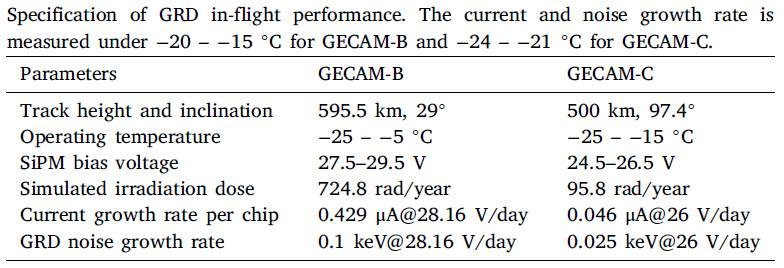 Specification of GRD in-flight performance. The current and noise growth rate is
measured under −20 – −15 °C for GECAM-B and −24 – −21 °C for GECAM-C.
Parameters GECAM-B GECAM-C
Track height and inclination 595.5 km, 29° 500 km, 97.4°
Operating temperature −25 – −5 °C −25 – −15 °C
SiPM bias voltage 27.5–29.5 V 24.5–26.5 V
Simulated irradiation dose 724.8 rad/year 95.8 rad/year
Current growth rate per chip 0.429 μA@28.16 V/day 0.046 μA@26 V/day
GRD noise growth rate 0.1 keV@28.16 V/day 0.025 keV@26 V/day